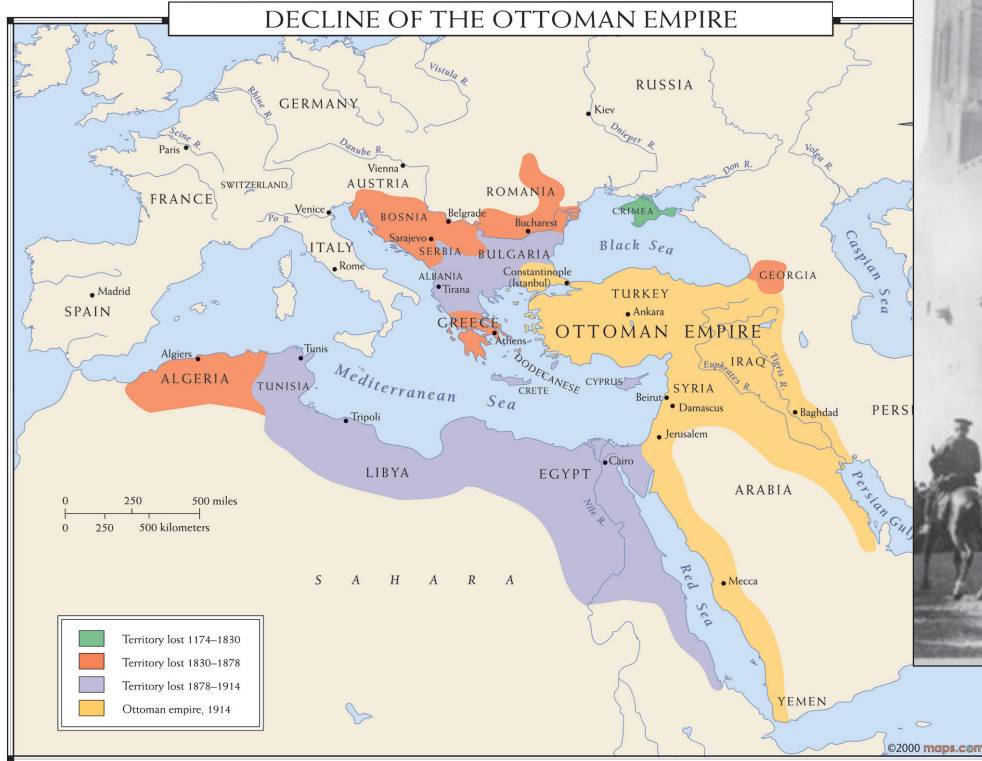 DECLINE OF THE OTTOMAN EMPIRE
RUSSIA
Vistula R.
GERMANY
Rhine R.
Kiev
Dnieper R.
Seine R.
Paris
Danube R.
Vienna
Don R.
Volga R.
SWITZERLAND
AUSTRIA
FRANCE
ROMANIA
Venice
Po R.
BOSNIA
Belgrade
Bucharest
CRIMEA
Sarajevo
SERBIA
BULGARIA
Black Sea
Caspian Sea
ITALY
Rome
ALBANIA
Tirana
Constantinople
(Istanbul)
GEORGIA
Madrid
SPAIN
TURKEY
Ankara
OTTOMAN EMPIRE
GREECE
Athens
Algiers
ALGERIA
Tunis
TUNISIA
Mediterranean Sea
DODECANESE
CRETE
CYPRUS
IRAQ
Euphrates R.
Tigris R.
SYRIA
Beirut
Damascus
Baghdad
PERSI
Tripoli
Jerusalem
LIBYA
EGYPT
Cairo
ARABIA
Persian Gulf
Nile R.
0 250 500 miles
0 250 500 kilometers
SAHARA
Red Sea
Mecca
YEMEN
Territory lost 1174–1830
Territory lost 1830–1878
Territory lost 1878–1914
Ottoman empire, 1914
©2000 maps.com